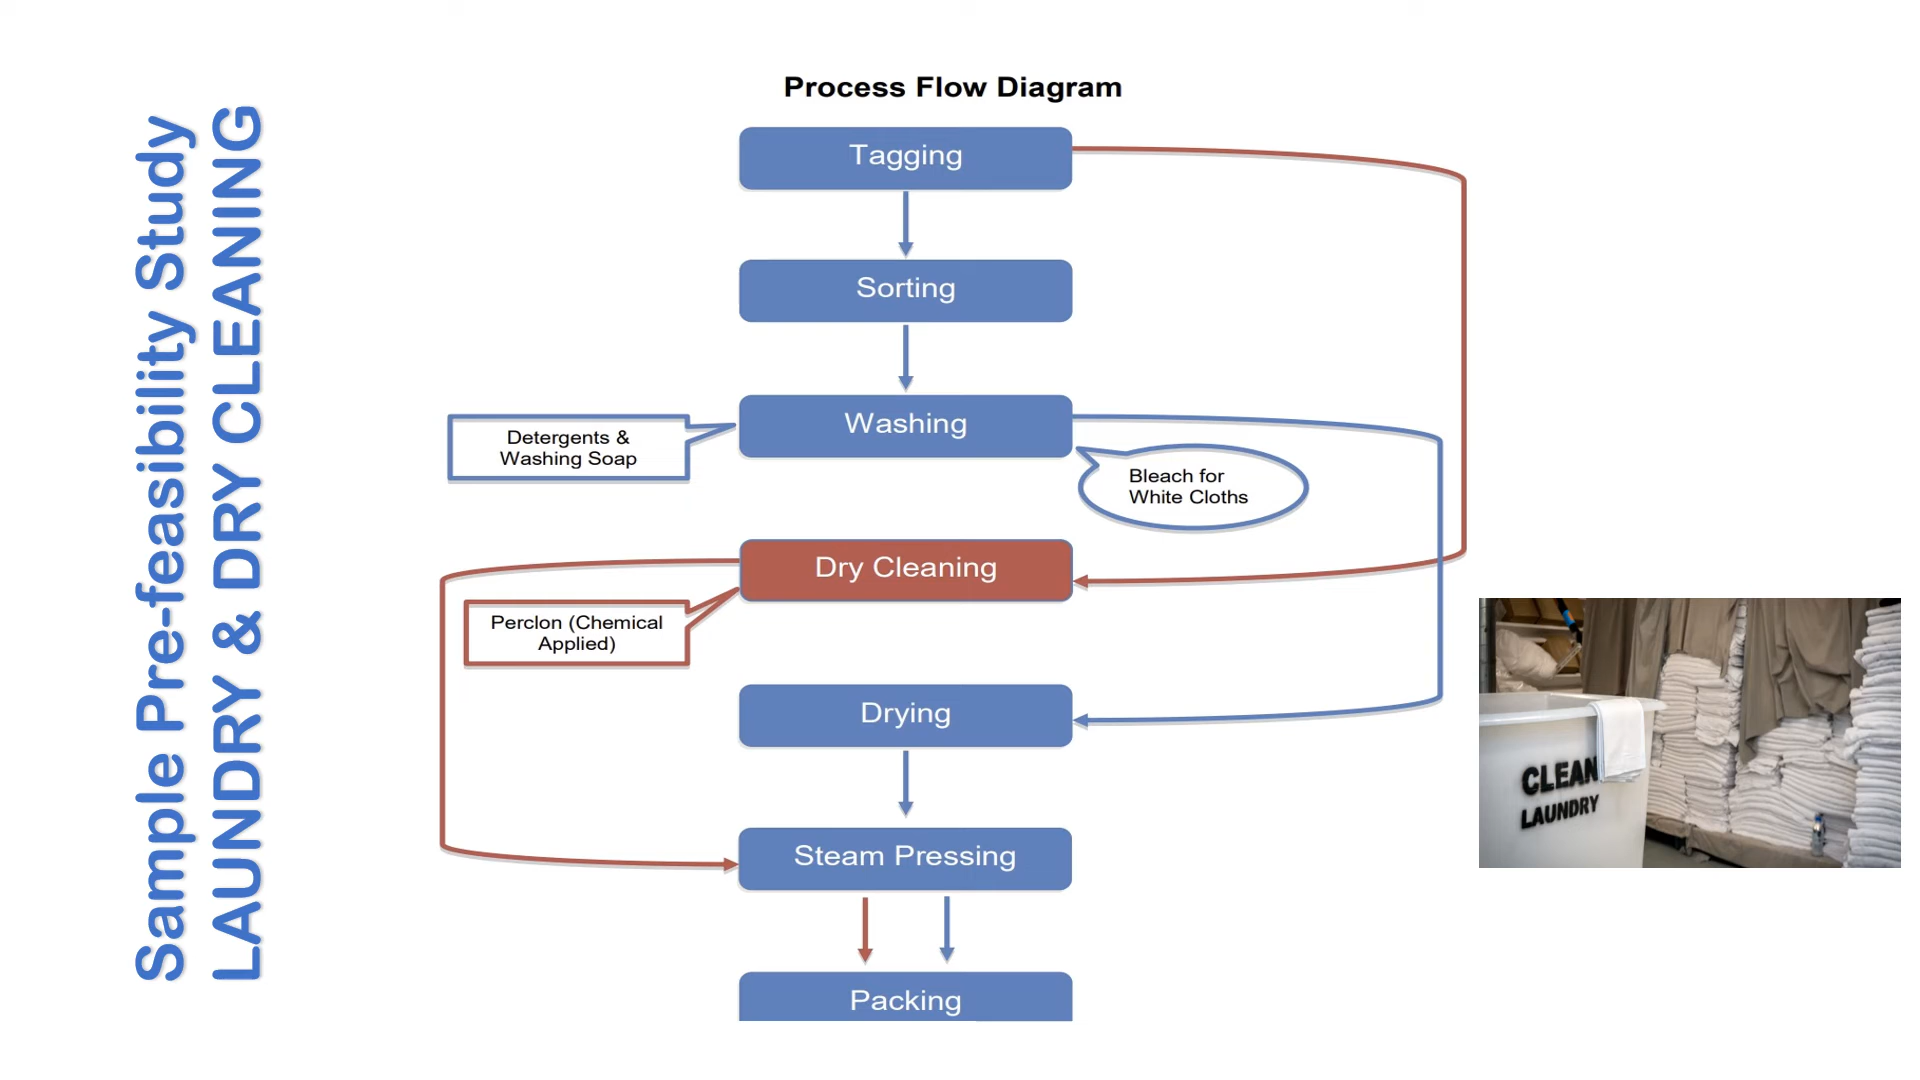 Sample Pre-feasibility Study
LAUNDRY & DRY CLEANING
Process Flow Diagram
Tagging
Sorting
Washing
Detergents &
Washing Soap
Bleach for
White Cloths
Dry Cleaning
Perclon (Chemical
Applied)
Drying
Steam Pressing
Packing
CLEAN
LAUNDRY